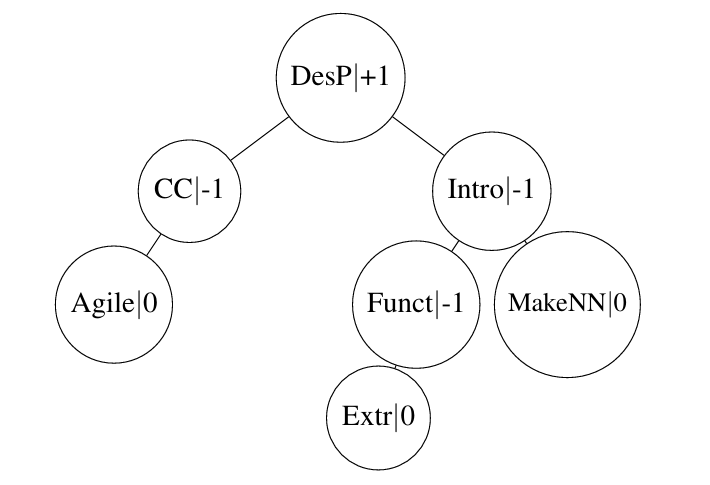 DesP|+1
CC|-1
Intro|-1
Agile|0
Funct|-1
MakeNN|0
Extr|0